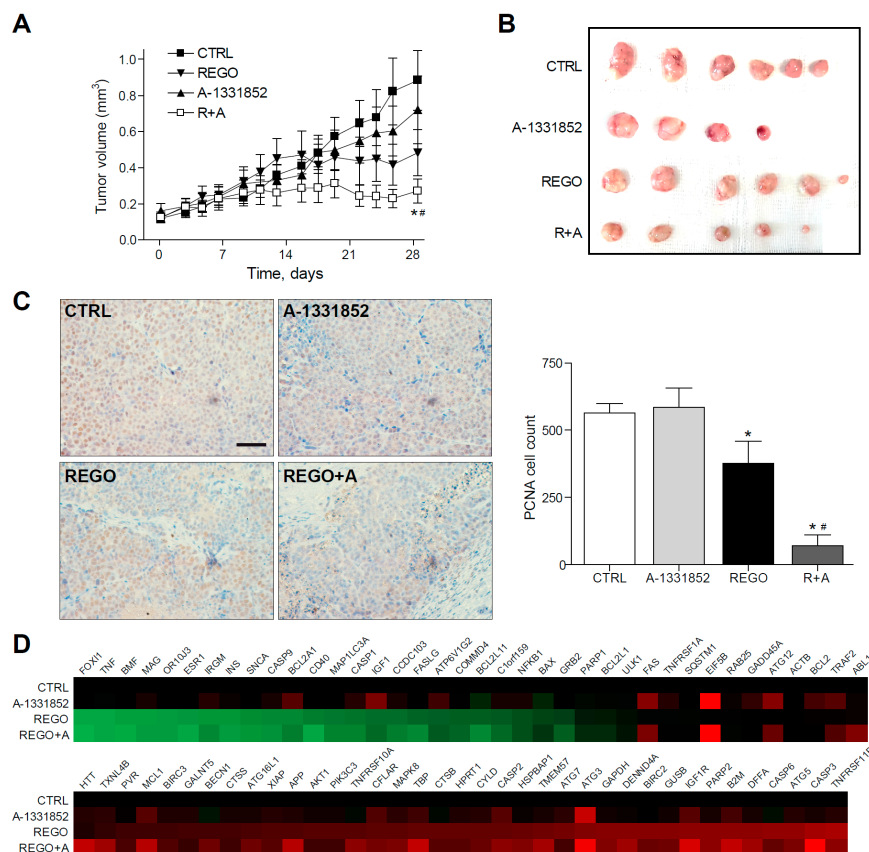 A
CTRL
REGO
A-1331852
R+A
Tumor volume (mm3)
1.0
0.8
0.6
0.4
0.2
0.0
* #
0 7 14 21 28
Time, days
B
CTRL
A-1331852
REGO
R+A
C
CTRL
A-1331852
REGO
REGO+A
PCNA cell count
750
500
250
0
*
* #
CTRL A-1331852 REGO R+A
D
FOXI1 TNF BMF MAG OR10J3 ESR1 IRGM INS SNCA CASP9 BCL2A1 CD40 MAP1LC3A CASP1 IGF1 CCDC103 FASLG ATP6V1G2 COMMD4 BCL2L11 C1orf159 NFKB1 BAX GRB2 PARP1 BCL2L1 ULK1 FAS TNFRSF1A SQSTM1 EIF5B RAB25 GADD45A ATG12 ACTB BCL2 TRAF2 ABL1
CTRL
A-1331852
REGO
REGO+A
HTT TXNL4B PVR MCL1 BIRC3 GALNT5 BECN1 CTSS ATG16L1 XIAP APP AKT1 PIK3C3 TNFRSF10A CFLAR MAPK8 TBP CTSB HPRT1 CYLD CASP2 HSPBAP1 TMEM57 ATG7 ATG3 GAPDH DENND4A BIRC2 GUSB IGF1R PARP2 B2M DFFA CASP6 ATG5 CASP3
CTRL
A-1331852
REGO
REGO+A